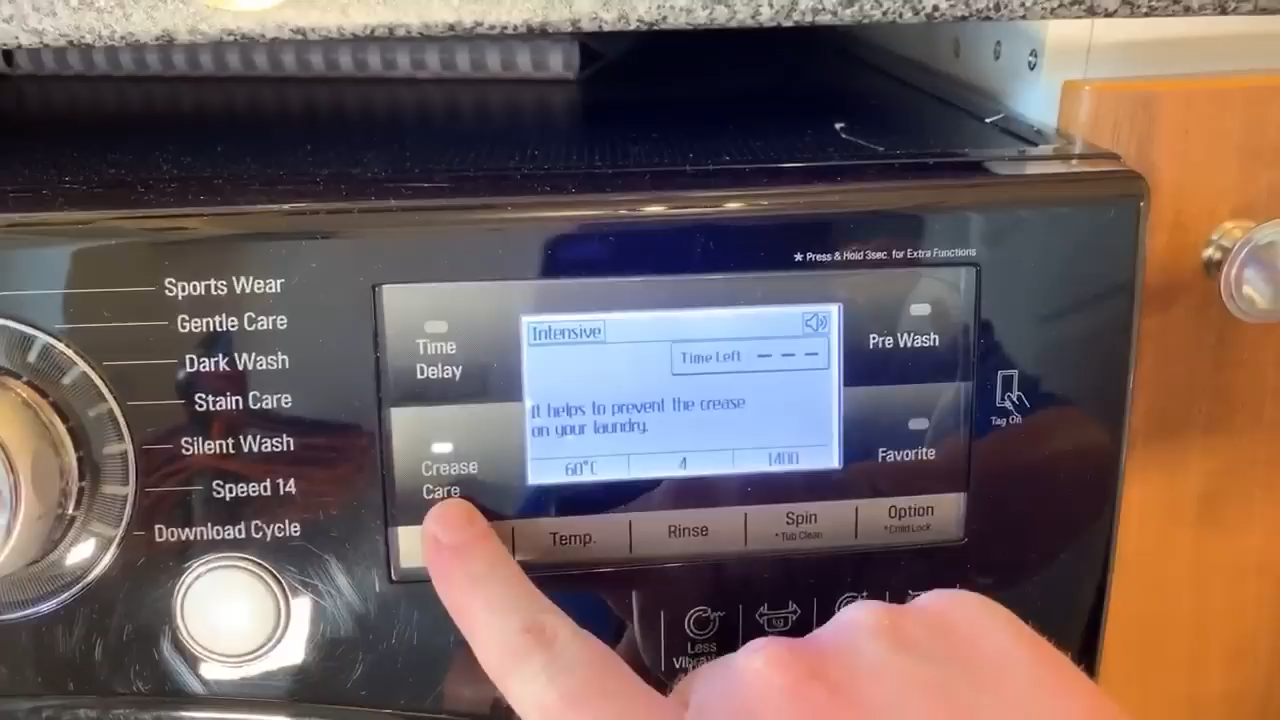 Sports Wear
Gentle Care
Dark Wash
Stain Care
Silent Wash
Speed 14
Download Cycle
* Press & Hold 3sec. for Extra Functions
Time
Delay
Crease
Care
Intensive
Time Left - - -
It helps to prevent the crease
on your laundry.
60°C 4 1400
Pre Wash
Favorite
Tag On
Temp.
Rinse
Spin
*Tub Clean
Option
*Child Lock
kg
Less